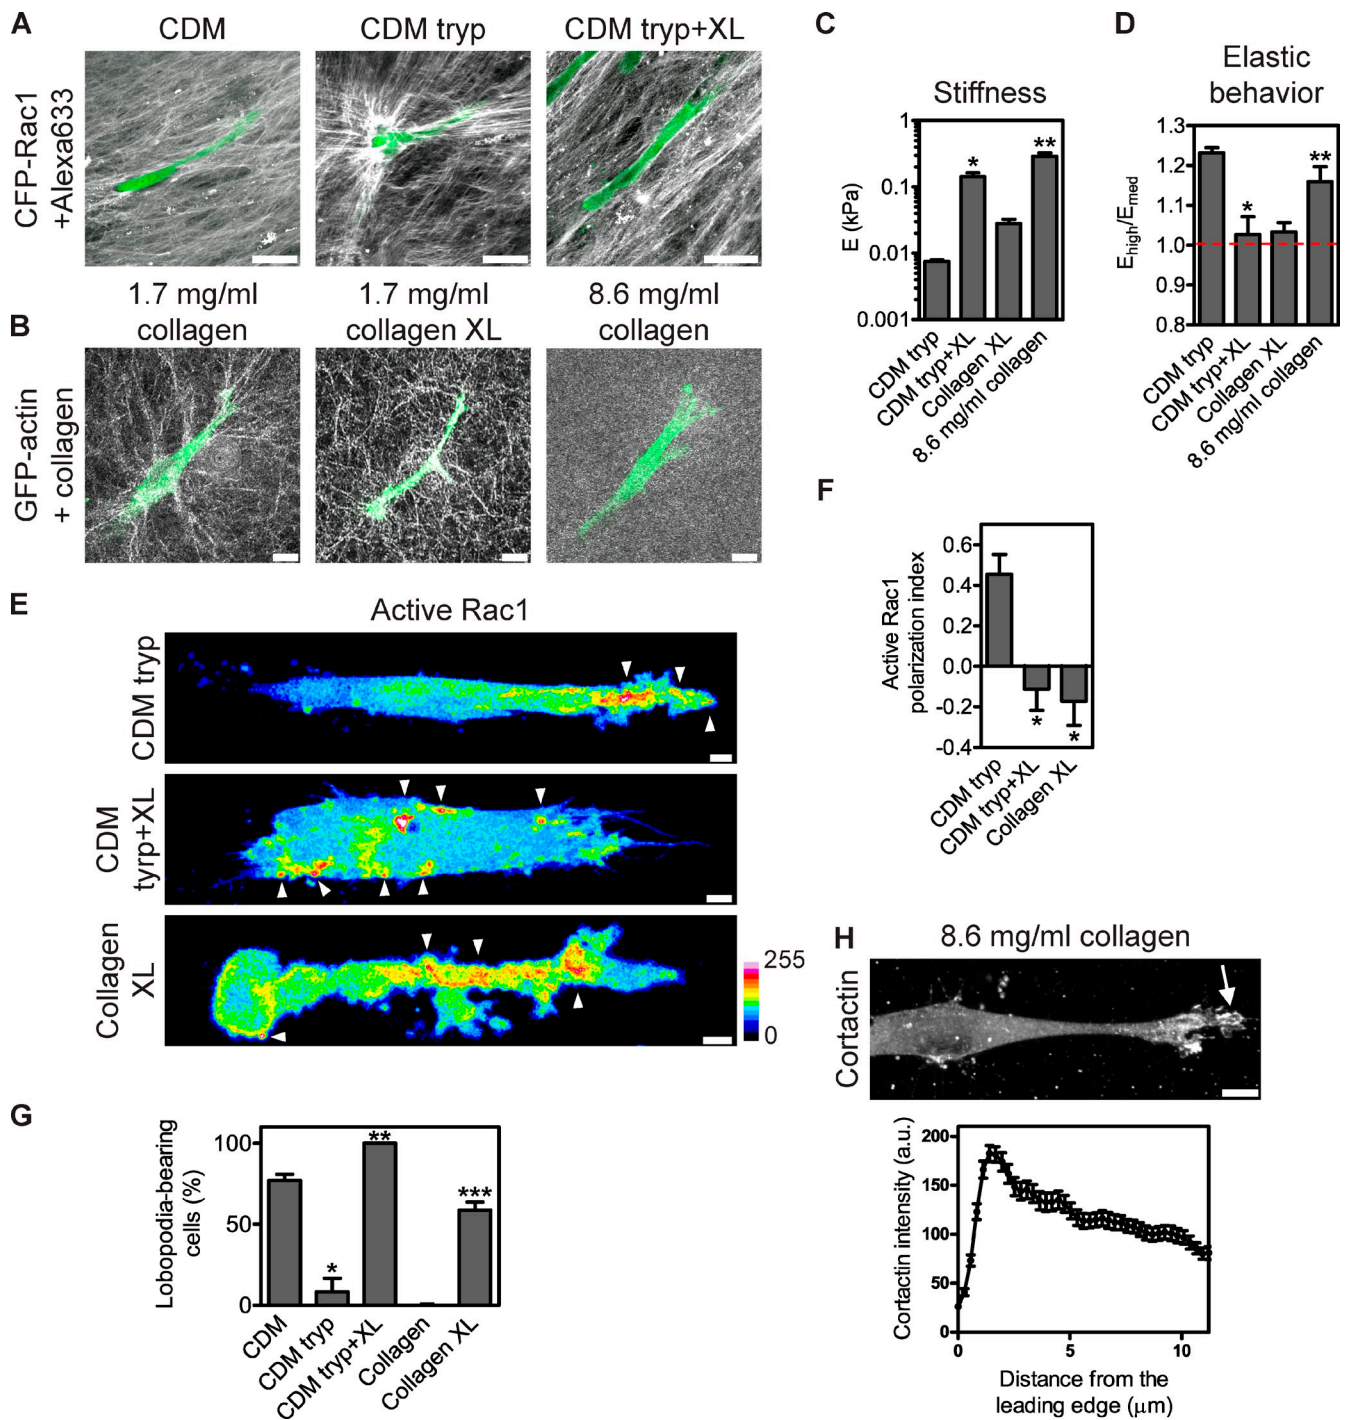 A
CDM
CDM tryp
CDM tryp+XL
CFP-Rac1
+Alexa633
B
1.7 mg/ml
collagen
1.7 mg/ml
collagen XL
8.6 mg/ml
collagen
GFP-actin
+ collagen
C
Stiffness
E (kPa)
1
0.1
0.01
0.001
*
**
CDM tryp
CDM tryp+XL
Collagen XL
8.6 mg/ml collagen
D
Elastic
behavior
Ehigh/Emed
1.3
1.2
1.1
1.0
0.9
0.8
*
**
CDM tryp
CDM tryp+XL
Collagen XL
8.6 mg/ml collagen
E
Active Rac1
CDM tryp
CDM
tyrp+XL
Collagen
XL
255
0
F
Active Rac1
polarization index
0.6
0.4
0.2
0.0
-0.2
-0.4
*
*
CDM tryp
CDM tryp+XL
Collagen XL
G
Lobopodia-bearing
cells (%)
100
50
0
*
**
***
CDM
CDM tryp
CDM tryp+XL
Collagen
Collagen XL
H
8.6 mg/ml collagen
Cortactin
Cortactin intensity (a.u.)
200
150
100
50
0
0
5
10
Distance from the
leading edge (μm)